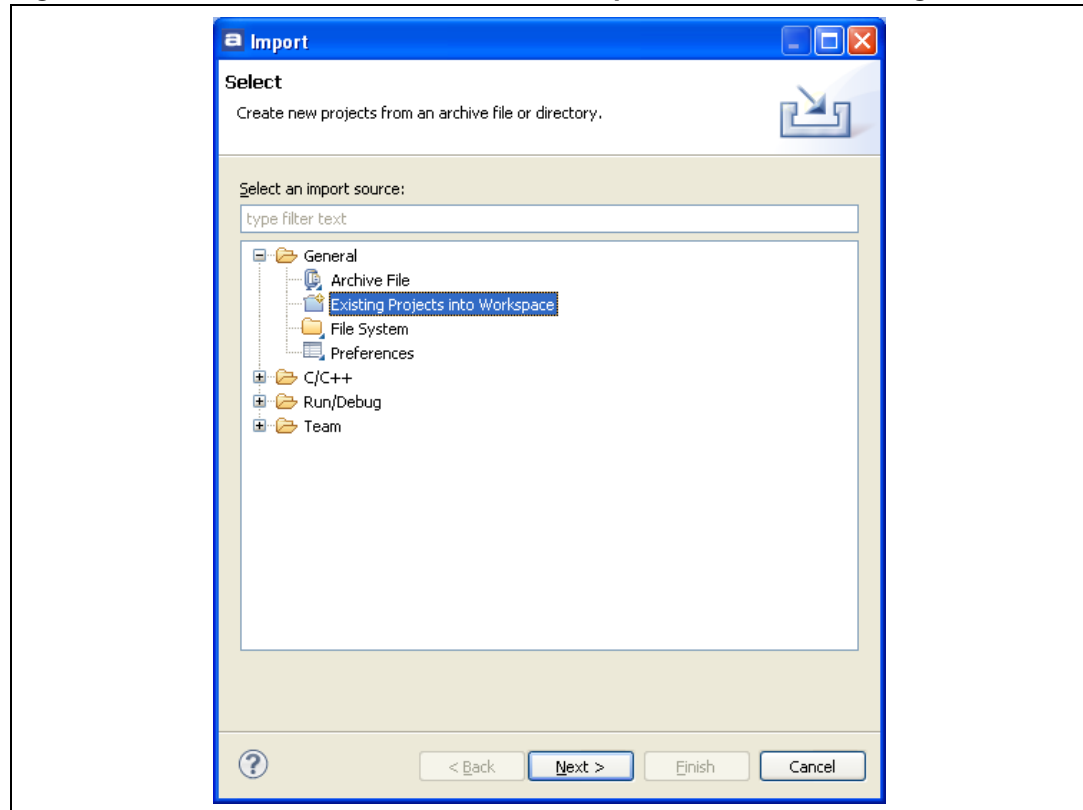 a Import
Select
Create new projects from an archive file or directory.
Select an import source:
type filter text
General
Archive File
Existing Projects into Workspace
File System
Preferences
C/C++
Run/Debug
Team
? < Back Next > Finish Cancel